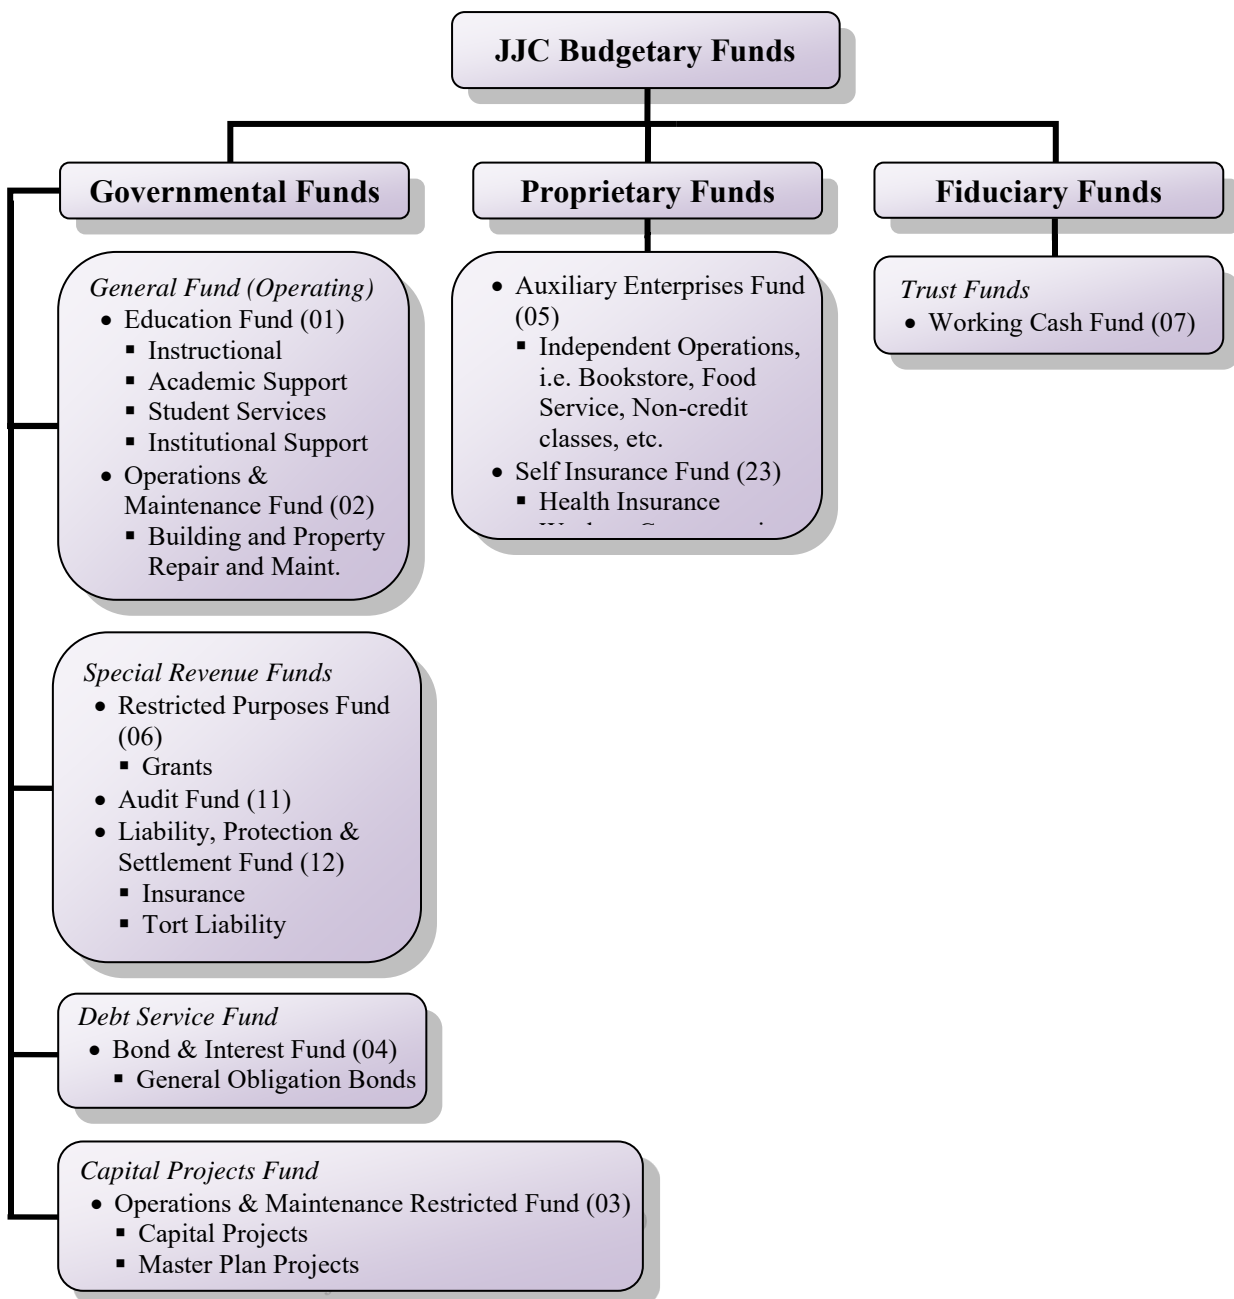 JJC Budgetary Funds
Governmental Funds
General Fund (Operating)
• Education Fund (01)
▪ Instructional
▪ Academic Support
▪ Student Services
▪ Institutional Support
• Operations &
Maintenance Fund (02)
▪ Building and Property
Repair and Maint.
Special Revenue Funds
• Restricted Purposes Fund
(06)
▪ Grants
• Audit Fund (11)
• Liability, Protection &
Settlement Fund (12)
▪ Insurance
▪ Tort Liability
Debt Service Fund
• Bond & Interest Fund (04)
▪ General Obligation Bonds
Capital Projects Fund
• Operations & Maintenance Restricted Fund (03)
▪ Capital Projects
▪ Master Plan Projects
Proprietary Funds
• Auxiliary Enterprises Fund
(05)
▪ Independent Operations,
i.e. Bookstore, Food
Service, Non-credit
classes, etc.
• Self Insurance Fund (23)
▪ Health Insurance
Fiduciary Funds
Trust Funds
• Working Cash Fund (07)